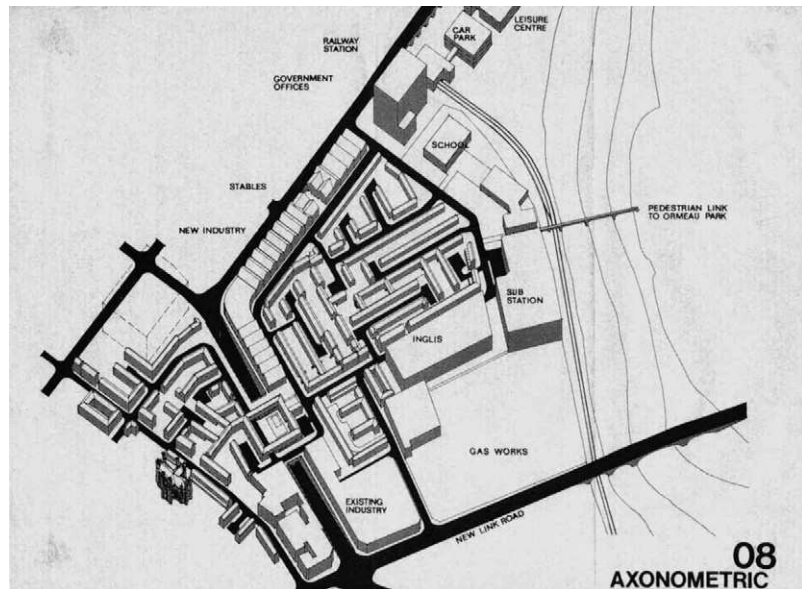 LEISURE
CENTRE
CAR
PARK
RAILWAY
STATION
GOVERNMENT
OFFICES
SCHOOL
STABLES
PEDESTRIAN LINK
TO ORMEAU PARK
NEW INDUSTRY
SUB
STATION
INGLIS
GAS WORKS
EXISTING
INDUSTRY
NEW LINK ROAD
08
AXONOMETRIC